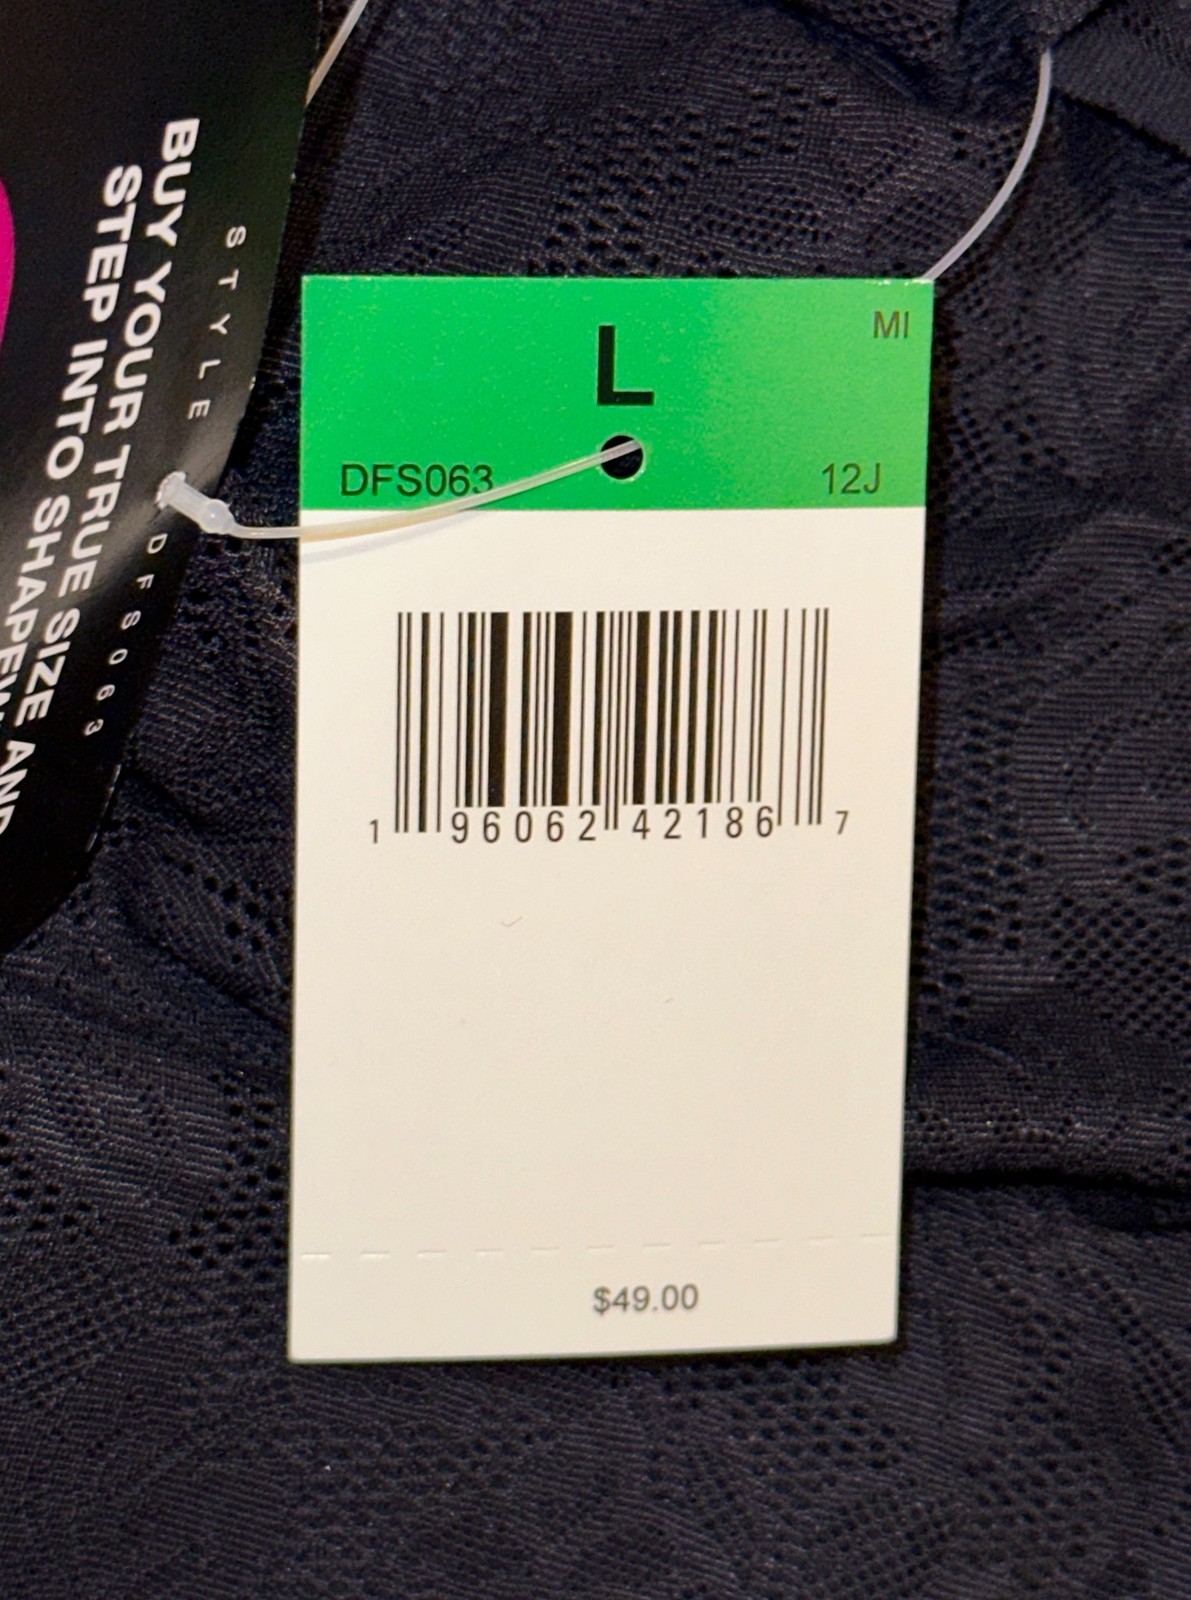 BUY YOUR TRUE SIZE AND
STEP INTO SHAPEW
STYLE DFS063
L
MI
DFS063
12J
1 96062 42186 7
$49.00